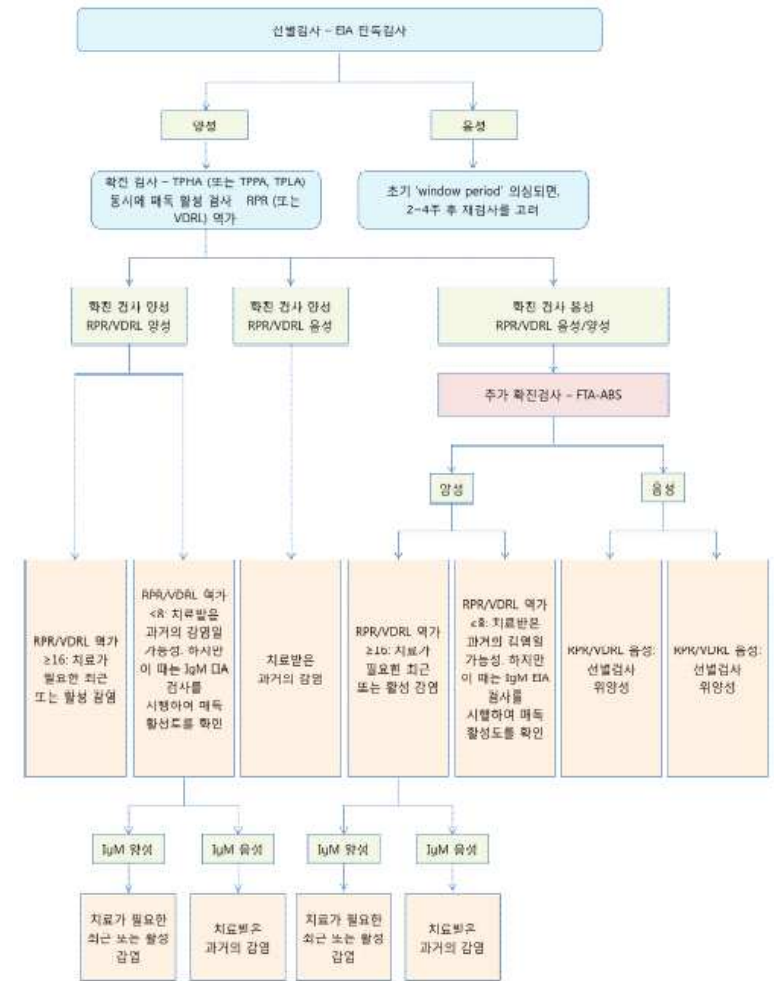 선별검사 – EIA 단독검사
양성
음성
확진 검사 – TPHA (또는 TPPA, TPLA)
동시에 매독 활성 검사 RPR (또는
VDRL) 역가
초기 'window period' 의심되면,
2~4주 후 재검사를 고려
확진 검사 양성
RPR/VDRL 양성
확진 검사 양성
RPR/VDRL 음성
확진 검사 음성
RPR/VDRL 음성/양성
추가 확진검사 – FTA-ABS
양성
음성
RPR/VDRL 역가
≥16: 치료가
필요한 최근
또는 활성 감염
RPR/VDRL 역가
<8: 치료받은
과거의 감염일
가능성. 하지만
이 때는 IgM EIA
검사를
시행하여 매독
활성도를 확인
치료받은
과거의 감염
RPR/VDRL 역가
≥16: 치료가
필요한 최근
또는 활성 감염
RPR/VDRL 역가
<8: 치료받은
과거의 감염일
가능성. 하지만
이 때는 IgM EIA
검사를
시행하여 매독
활성도를 확인
RPR/VDRL 음성:
선별검사
위양성
RPR/VDRL 음성:
선별검사
위양성
IgM 양성
IgM 음성
IgM 양성
IgM 음성
치료가 필요한
최근 또는 활성
감염
치료받은
과거의 감염
치료가 필요한
최근 또는 활성
감염
치료받은
과거의 감염